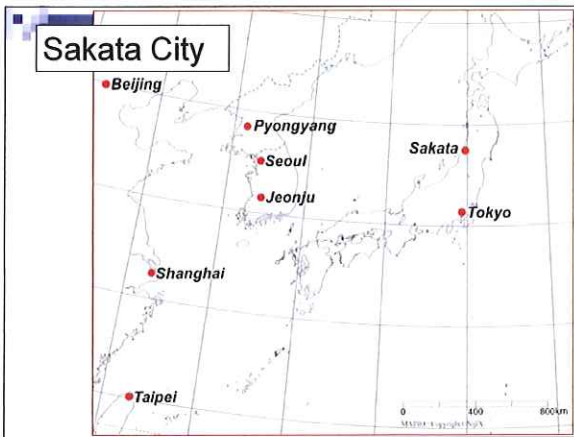 Sakata City
Beijing
Pyongyang
Sakata
Seoul
Jeonju
Tokyo
Shanghai
Taipei
0 400 800km